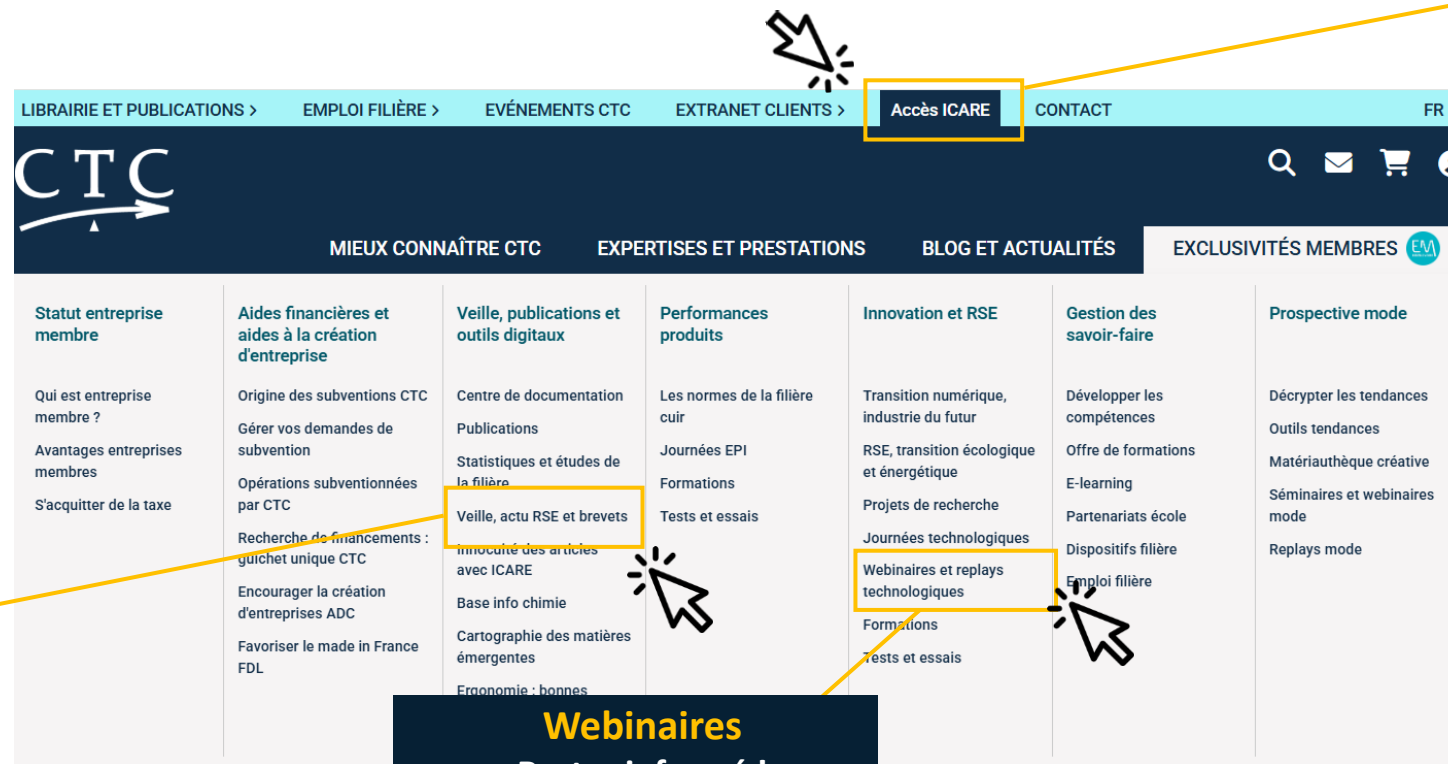 LIBRAIRIE ET PUBLICATIONS > EMPLOI FILIÈRE > EVÉNEMENTS CTC EXTRANET CLIENTS > Accès ICARE CONTACT FR
CTC
MIEUX CONNAÎTRE CTC EXPERTISES ET PRESTATIONS BLOG ET ACTUALITÉS EXCLUSIVITÉS MEMBRES EM
Statut entreprise
membre
Qui est entreprise
membre ?
Avantages entreprises
membres
S'acquitter de la taxe
Aides financières et
aides à la création
d'entreprise
Origine des subventions CTC
Gérer vos demandes de
subvention
Opérations subventionnées
par CTC
Recherche de financements :
guichet unique CTC
Encourager la création
d'entreprises ADC
Favoriser le made in France
FDL
Veille, publications et
outils digitaux
Centre de documentation
Publications
Statistiques et études de
la filière
Veille, actu RSE et brevets
Innocuité des articles
avec ICARE
Base info chimie
Cartographie des matières
émergentes
Ergonomie : bonnes
Performances
produits
Les normes de la filière
cuir
Journées EPI
Formations
Tests et essais
Innovation et RSE
Transition numérique,
industrie du futur
RSE, transition écologique
et énergétique
Projets de recherche
Journées technologiques
Webinaires et replays
technologiques
Formations
Tests et essais
Gestion des
savoir-faire
Développer les
compétences
Offre de formations
E-learning
Partenariats école
Dispositifs filière
Emploi filière
Prospective mode
Décrypter les tendances
Outils tendances
Matériauthèque créative
Séminaires et webinaires
mode
Replays mode
Webinaires